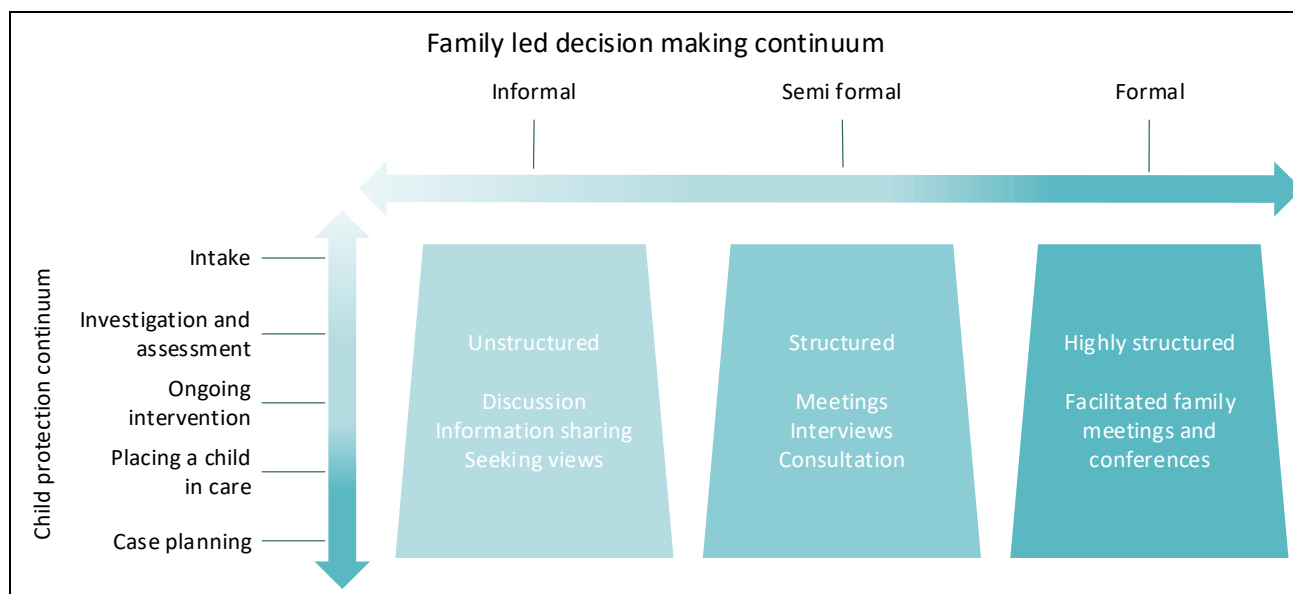 Family led decision making continuum
Informal
Semi formal
Formal
Child protection continuum
Intake
Investigation and
assessment
Ongoing
intervention
Placing a child
in care
Case planning
Unstructured
Discussion
Information sharing
Seeking views
Structured
Meetings
Interviews
Consultation
Highly structured
Facilitated family
meetings and
conferences